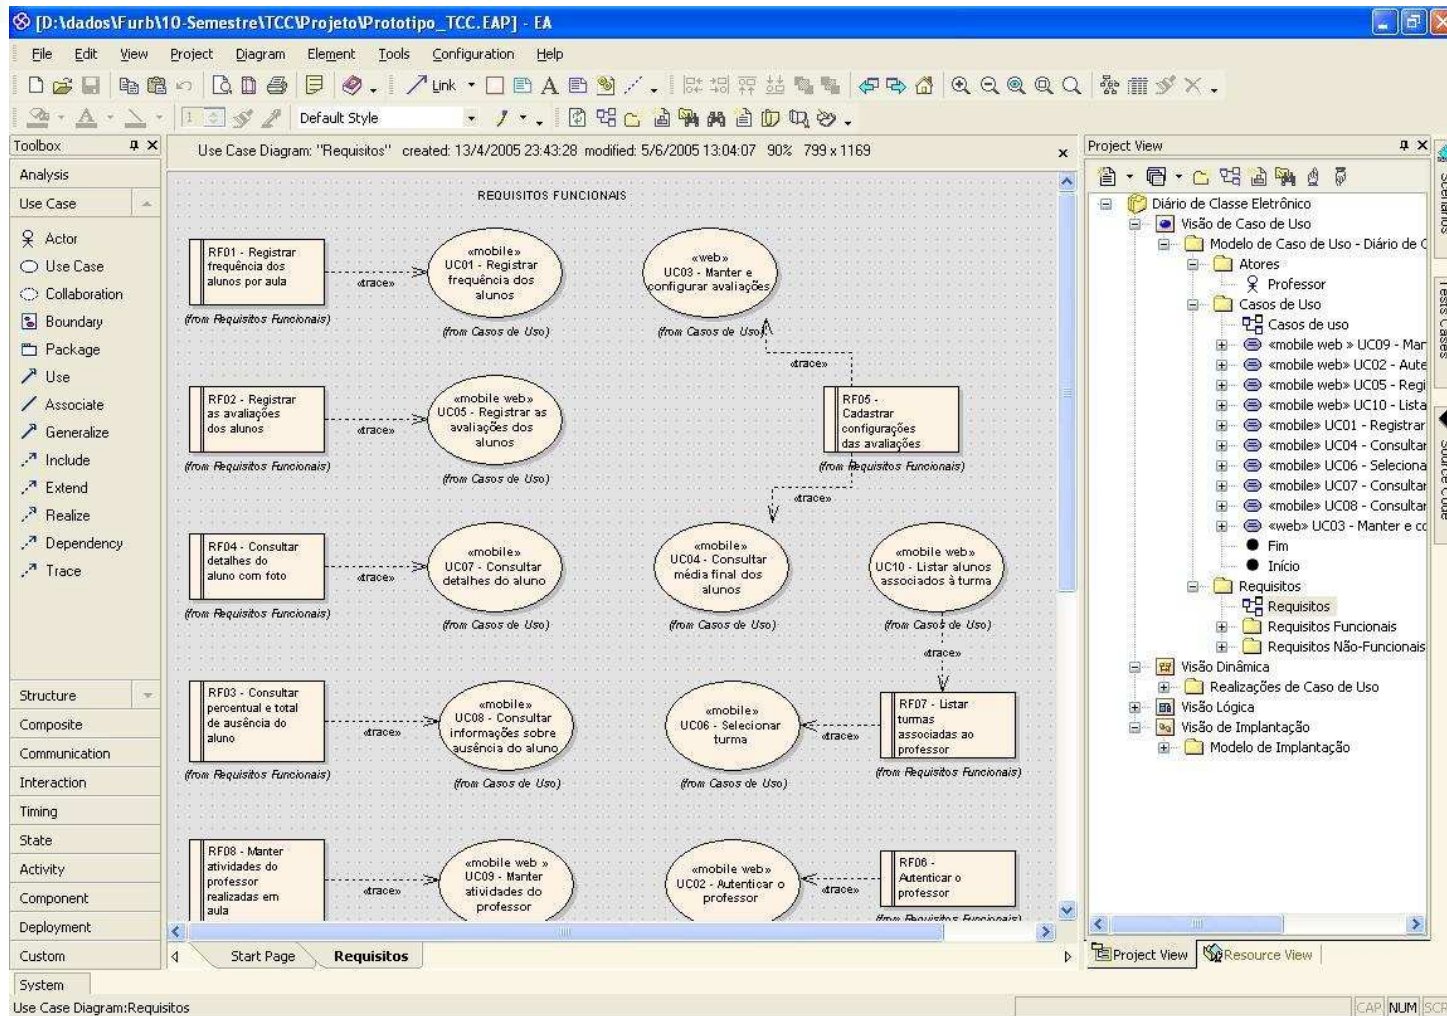 [D:\dados\Furb\10-Semestre\TCC\Projeto\Prototipo_TCC.EAP] - EA
File Edit View Project Diagram Element Tools Configuration Help
Link
Default Style
Toolbox
Analysis
Use Case
Actor
Use Case
Collaboration
Boundary
Package
Use
Associate
Generalize
Include
Extend
Realize
Dependency
Trace
Structure
Composite
Communication
Interaction
Timing
State
Activity
Component
Deployment
Custom
Use Case Diagram: "Requisitos" created: 13/4/2005 23:43:28 modified: 5/6/2005 13:04:07 90% 799 x 1169
REQUISITOS FUNCIONAIS
RF01 - Registrar
frequência dos
alunos por aula
(from Requisitos Funcionais)
«trace»
«mobile»
UC01 - Registrar
frequência dos
alunos
(from Casos de Uso)
«web»
UC03 - Manter e
configurar avaliações
(from Casos de Uso)
«trace»
RF02 - Registrar
as avaliações
dos alunos
(from Requisitos Funcionais)
«trace»
«mobile web»
UC05 - Registrar as
avaliações dos
alunos
(from Casos de Uso)
RF05 -
Cadastrar
configurações
das avaliações
(from Requisitos Funcionais)
«trace»
RF04 - Consultar
detalhes do
aluno com foto
(from Requisitos Funcionais)
«trace»
«mobile»
UC07 - Consultar
detalhes do aluno
(from Casos de Uso)
«mobile»
UC04 - Consultar
média final dos
alunos
(from Casos de Uso)
«mobile web»
UC10 - Listar alunos
associados à turma
(from Casos de Uso)
«trace»
RF03 - Consultar
percentual e total
de ausência do
aluno
(from Requisitos Funcionais)
«trace»
«mobile»
UC08 - Consultar
informações sobre
ausência do aluno
(from Casos de Uso)
«mobile»
UC06 - Selecionar
turma
(from Casos de Uso)
«trace»
RF07 - Listar
turmas
associadas ao
professor
(from Requisitos Funcionais)
RF08 - Manter
atividades do
professor
realizadas em
aula
«trace»
«mobile web »
UC09 - Manter
atividades do
professor
«mobile web»
UC02 - Autenticar o
professor
«trace»
RF06 -
Autenticar o
professor
(from Requisitos Funcionais)
Start Page Requisitos
Project View
Diário de Classe Eletrônico
Visão de Caso de Uso
Modelo de Caso de Uso - Diário de C
Atores
Professor
Casos de Uso
Casos de uso
«mobile web » UC09 - Man
«mobile web» UC02 - Aute
«mobile web» UC05 - Regi
«mobile web» UC10 - Lista
«mobile» UC01 - Registrar
«mobile» UC04 - Consultar
«mobile» UC06 - Seleciona
«mobile» UC07 - Consultar
«mobile» UC08 - Consultar
«web» UC03 - Manter e co
Fim
Início
Requisitos
Requisitos
Requisitos Funcionais
Requisitos Não-Funcionais
Visão Dinâmica
Realizações de Caso de Uso
Visão Lógica
Visão de Implantação
Modelo de Implantação
Project View Resource View
Scenarios
Tests Cases
Source Code
System
Use Case Diagram:Requisitos
CAP NUM SCR